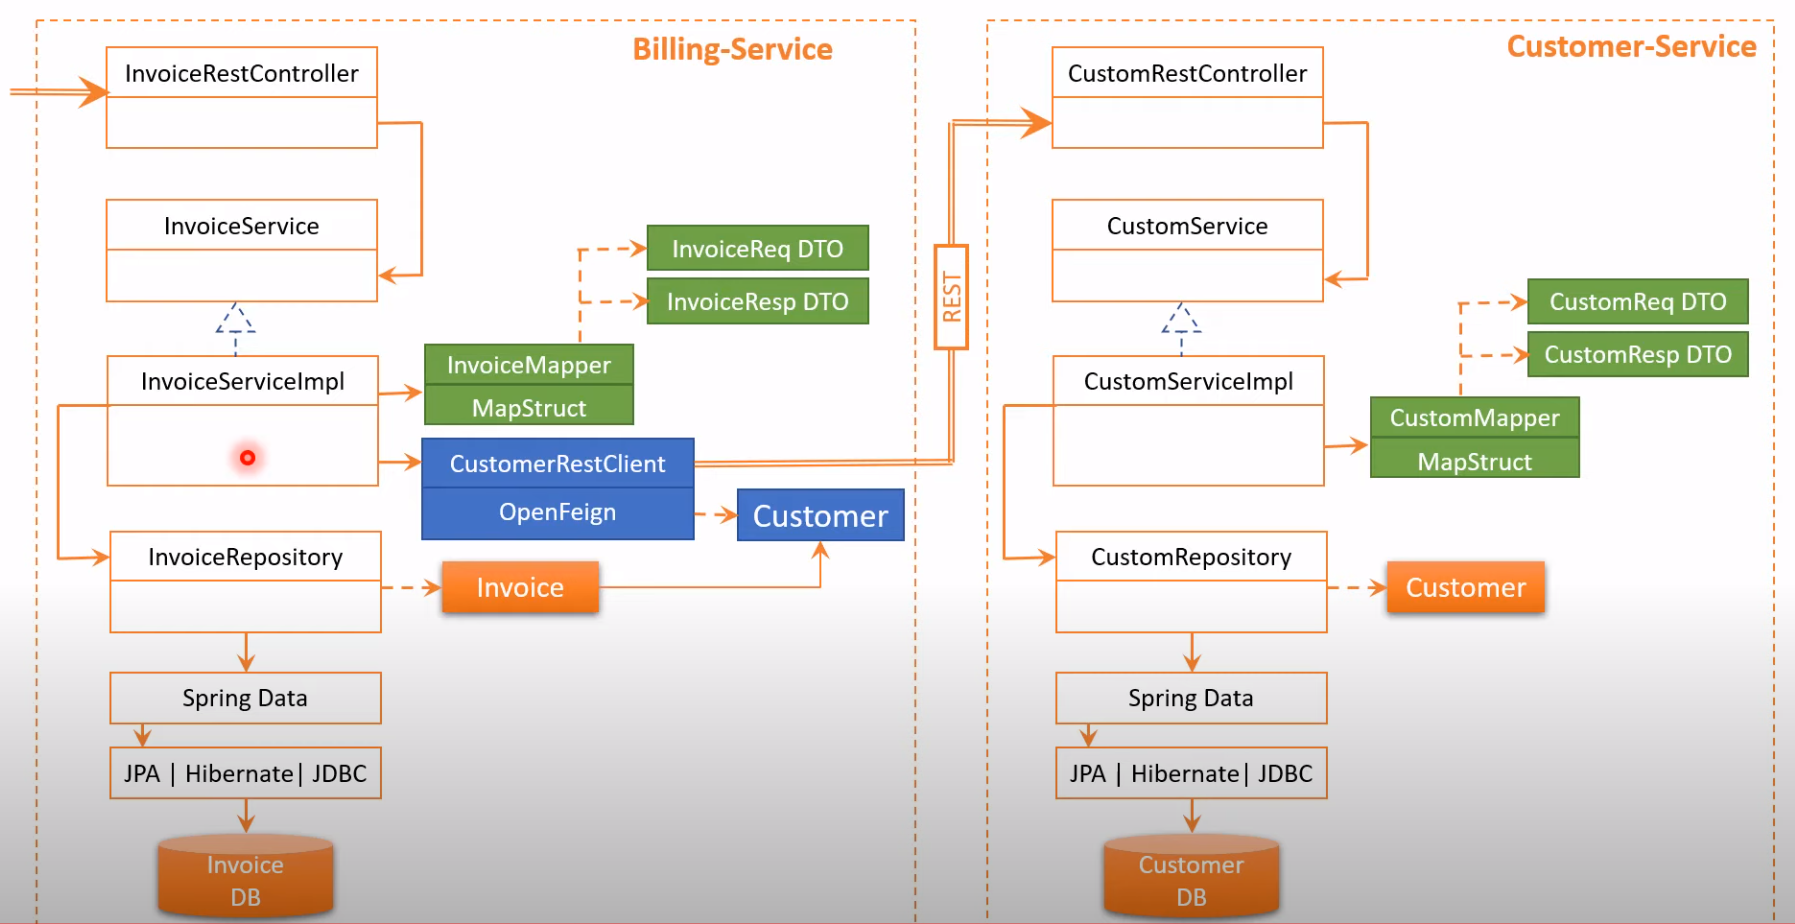 Billing-Service
InvoiceRestController
InvoiceService
InvoiceReq DTO
InvoiceResp DTO
InvoiceServiceImpl
InvoiceMapper
MapStruct
CustomerRestClient
OpenFeign
Customer
InvoiceRepository
Invoice
Spring Data
JPA | Hibernate| JDBC
Invoice
DB
REST
Customer-Service
CustomRestController
CustomService
CustomReq DTO
CustomResp DTO
CustomServiceImpl
CustomMapper
MapStruct
CustomRepository
Customer
Spring Data
JPA | Hibernate| JDBC
Customer
DB